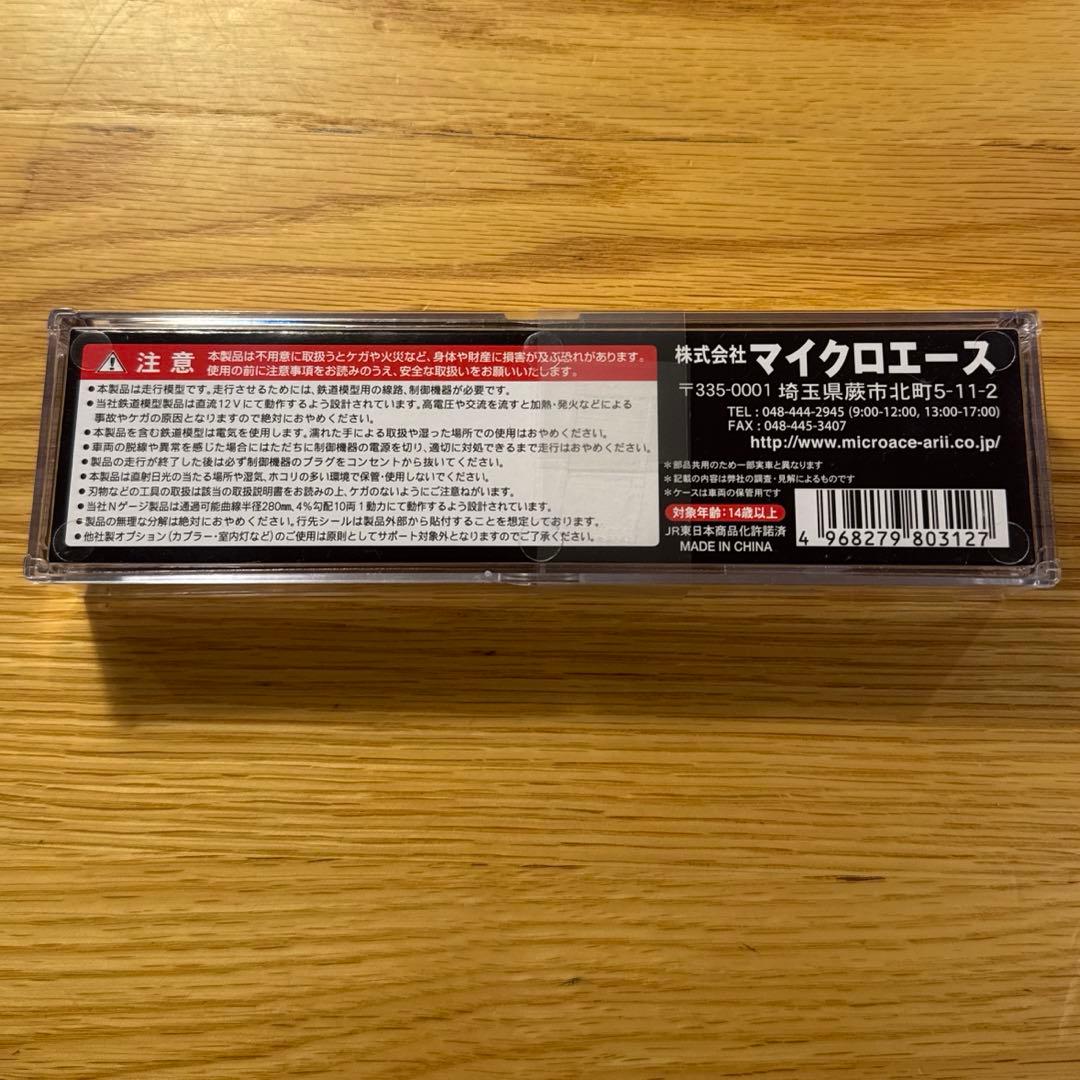 注意
本製品は不用意に取扱うとケガや火災など、身体や財産に損害が及ぶ恐れがあります。
使用の前に注意事項をお読みのうえ、安全な取扱いをお願いいたします。
●本製品は走行模型です。走行させるためには、鉄道模型用の線路、制御機器が必要です。
●当社鉄道模型製品は直流12Vにて動作するよう設計されています。高電圧や交流を流すと加熱・発火などによる
事故やケガの原因となりますので絶対におやめください。
●本製品を含む鉄道模型は電気を使用します。濡れた手による取扱や湿った場所での使用はおやめください。
●車両の脱線や異常を感じた場合にはただちに制御機器の電源を切り、適切に対処できるまで走行はおやめください。
●製品の走行が終了した後は必ず制御機器のプラグをコンセントから抜いてください。
●本製品は直射日光の当たる場所や湿気、ホコリの多い環境で保管・使用しないでください。
●刃物などの工具の取扱は該当の取扱説明書をお読みの上、ケガのないようにご注意ねがいます。
●当社Nゲージ製品は通過可能曲線半径280mm、4%勾配10両1動力にて動作するよう設計されています。
●製品の無理な分解は絶対におやめください。行先シールは製品外部から貼付することを想定しております。
●他社製オプション(カプラー・室内灯など)のご使用は原則としてサポート対象外となりますのでご了承ください。
株式会社マイクロエース
〒335-0001 埼玉県蕨市北町5-11-2
TEL : 048-444-2945 (9:00-12:00, 13:00-17:00)
FAX : 048-445-3407
http://www.microace-arii.co.jp/
＊部品共用のため一部実車と異なります
＊記載の内容は弊社の調査・見解によるものです
＊ケースは車両の保管用です
対象年齢:14歳以上
JR東日本商品化許諾済
MADE IN CHINA
4 968279 803127